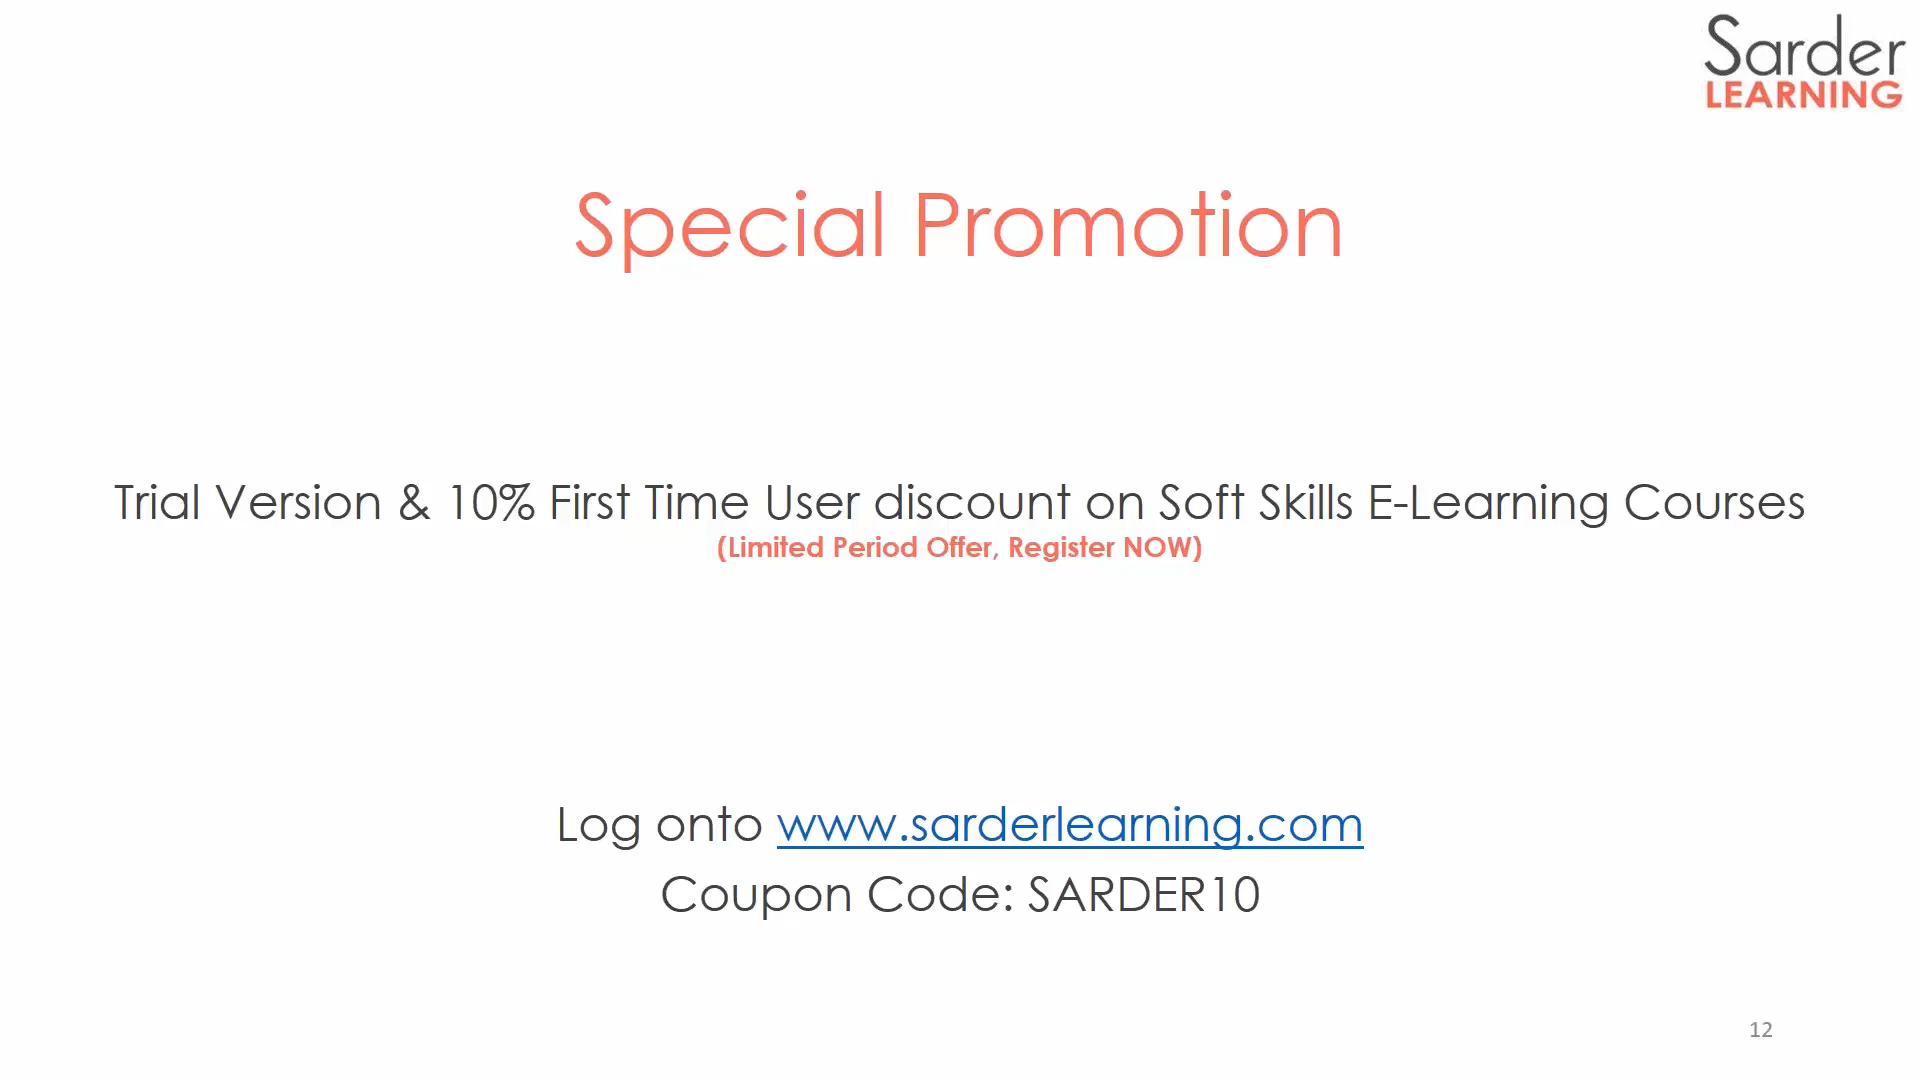 Sarder
LEARNING
Special Promotion
Trial Version & 10% First Time User discount on Soft Skills E-Learning Courses
(Limited Period Offer, Register NOW)
Log onto www.sarderlearning.com
Coupon Code: SARDER10
12